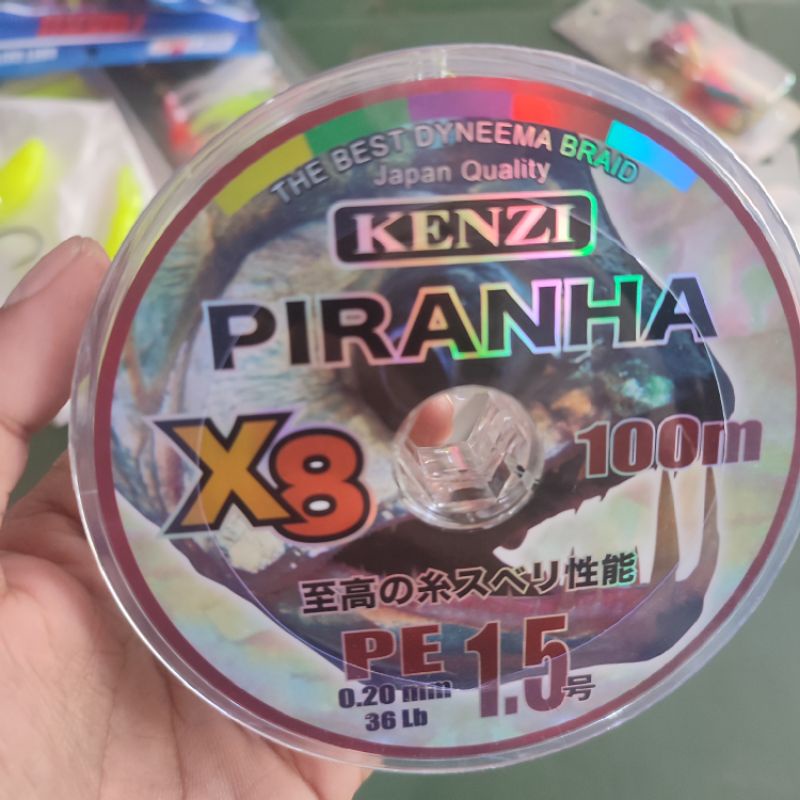 THE BEST DYNEEMA BRAID
Japan Quality
KENZI
PIRANHA
X8
100m
至高の糸スベリ性能
PE 1.5号
0.20 mm
36 Lb